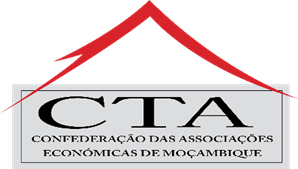 CTA
CONFEDERAÇÃO DAS ASSOCIAÇÕES
ECONÓMICAS DE MOÇAMBIQUE